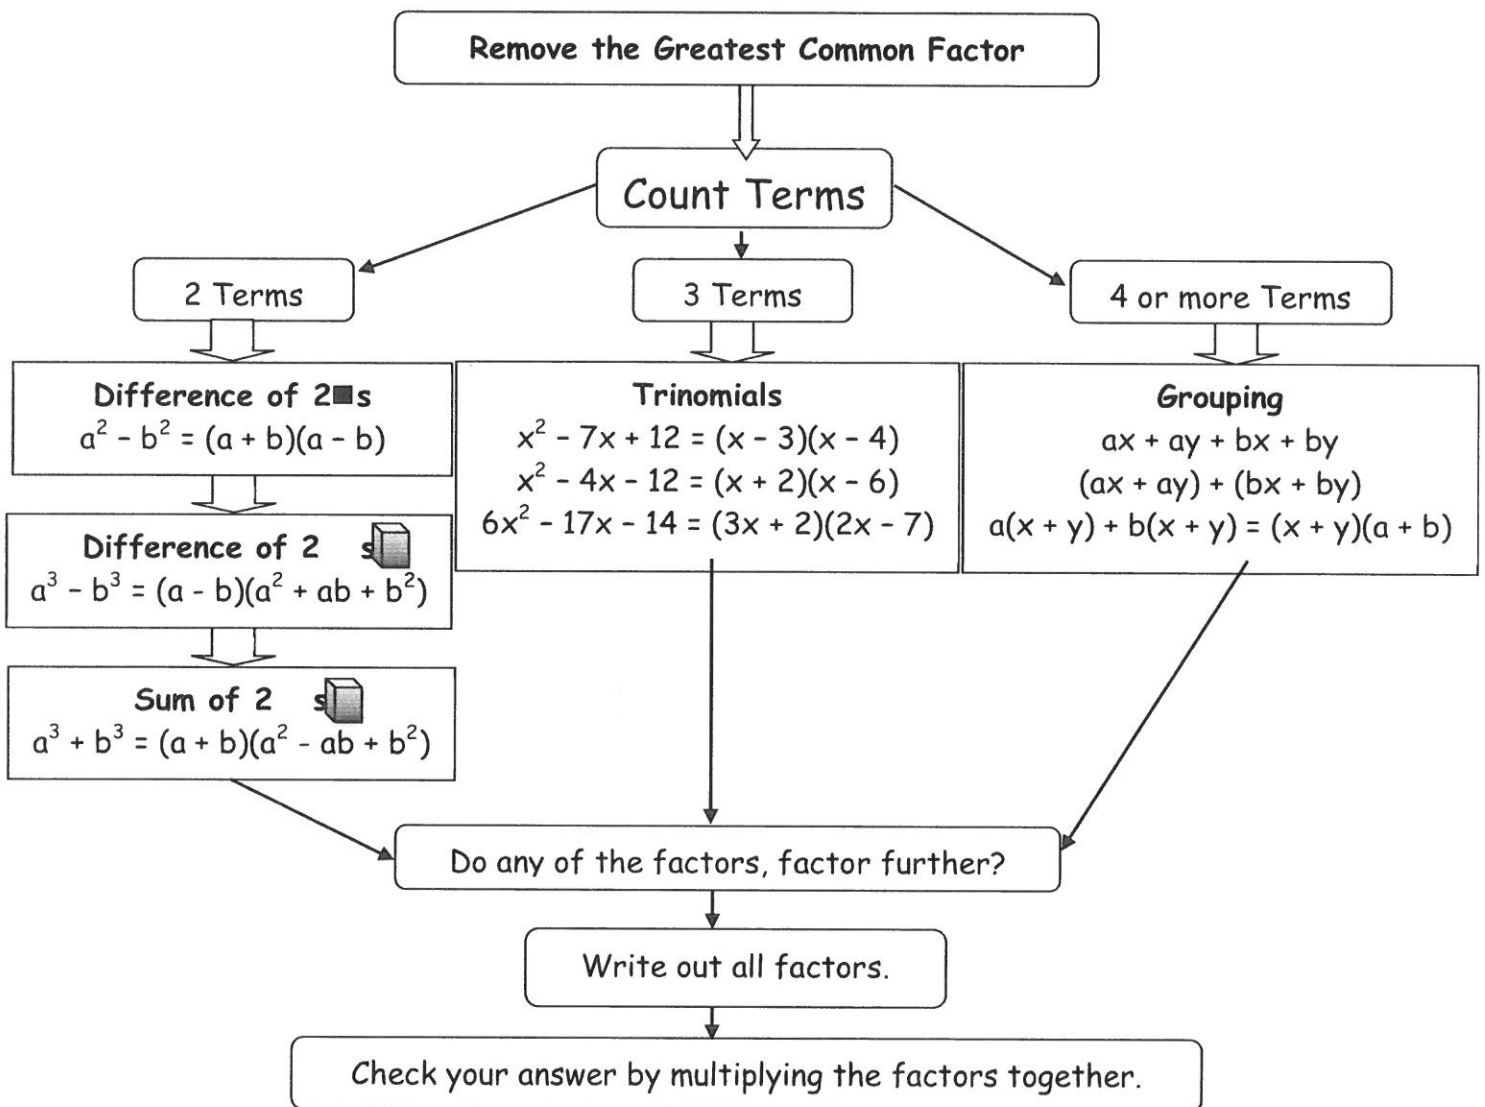 Remove the Greatest Common Factor
Count Terms
2 Terms
Difference of 2■s
a² - b² = (a + b)(a - b)
Difference of 2 s
a³ - b³ = (a - b)(a² + ab + b²)
Sum of 2 s
a³ + b³ = (a + b)(a² - ab + b²)
3 Terms
Trinomials
x² - 7x + 12 = (x - 3)(x - 4)
x² - 4x - 12 = (x + 2)(x - 6)
6x² - 17x - 14 = (3x + 2)(2x - 7)
4 or more Terms
Grouping
ax + ay + bx + by
(ax + ay) + (bx + by)
a(x + y) + b(x + y) = (x + y)(a + b)
Do any of the factors, factor further?
Write out all factors.
Check your answer by multiplying the factors together.